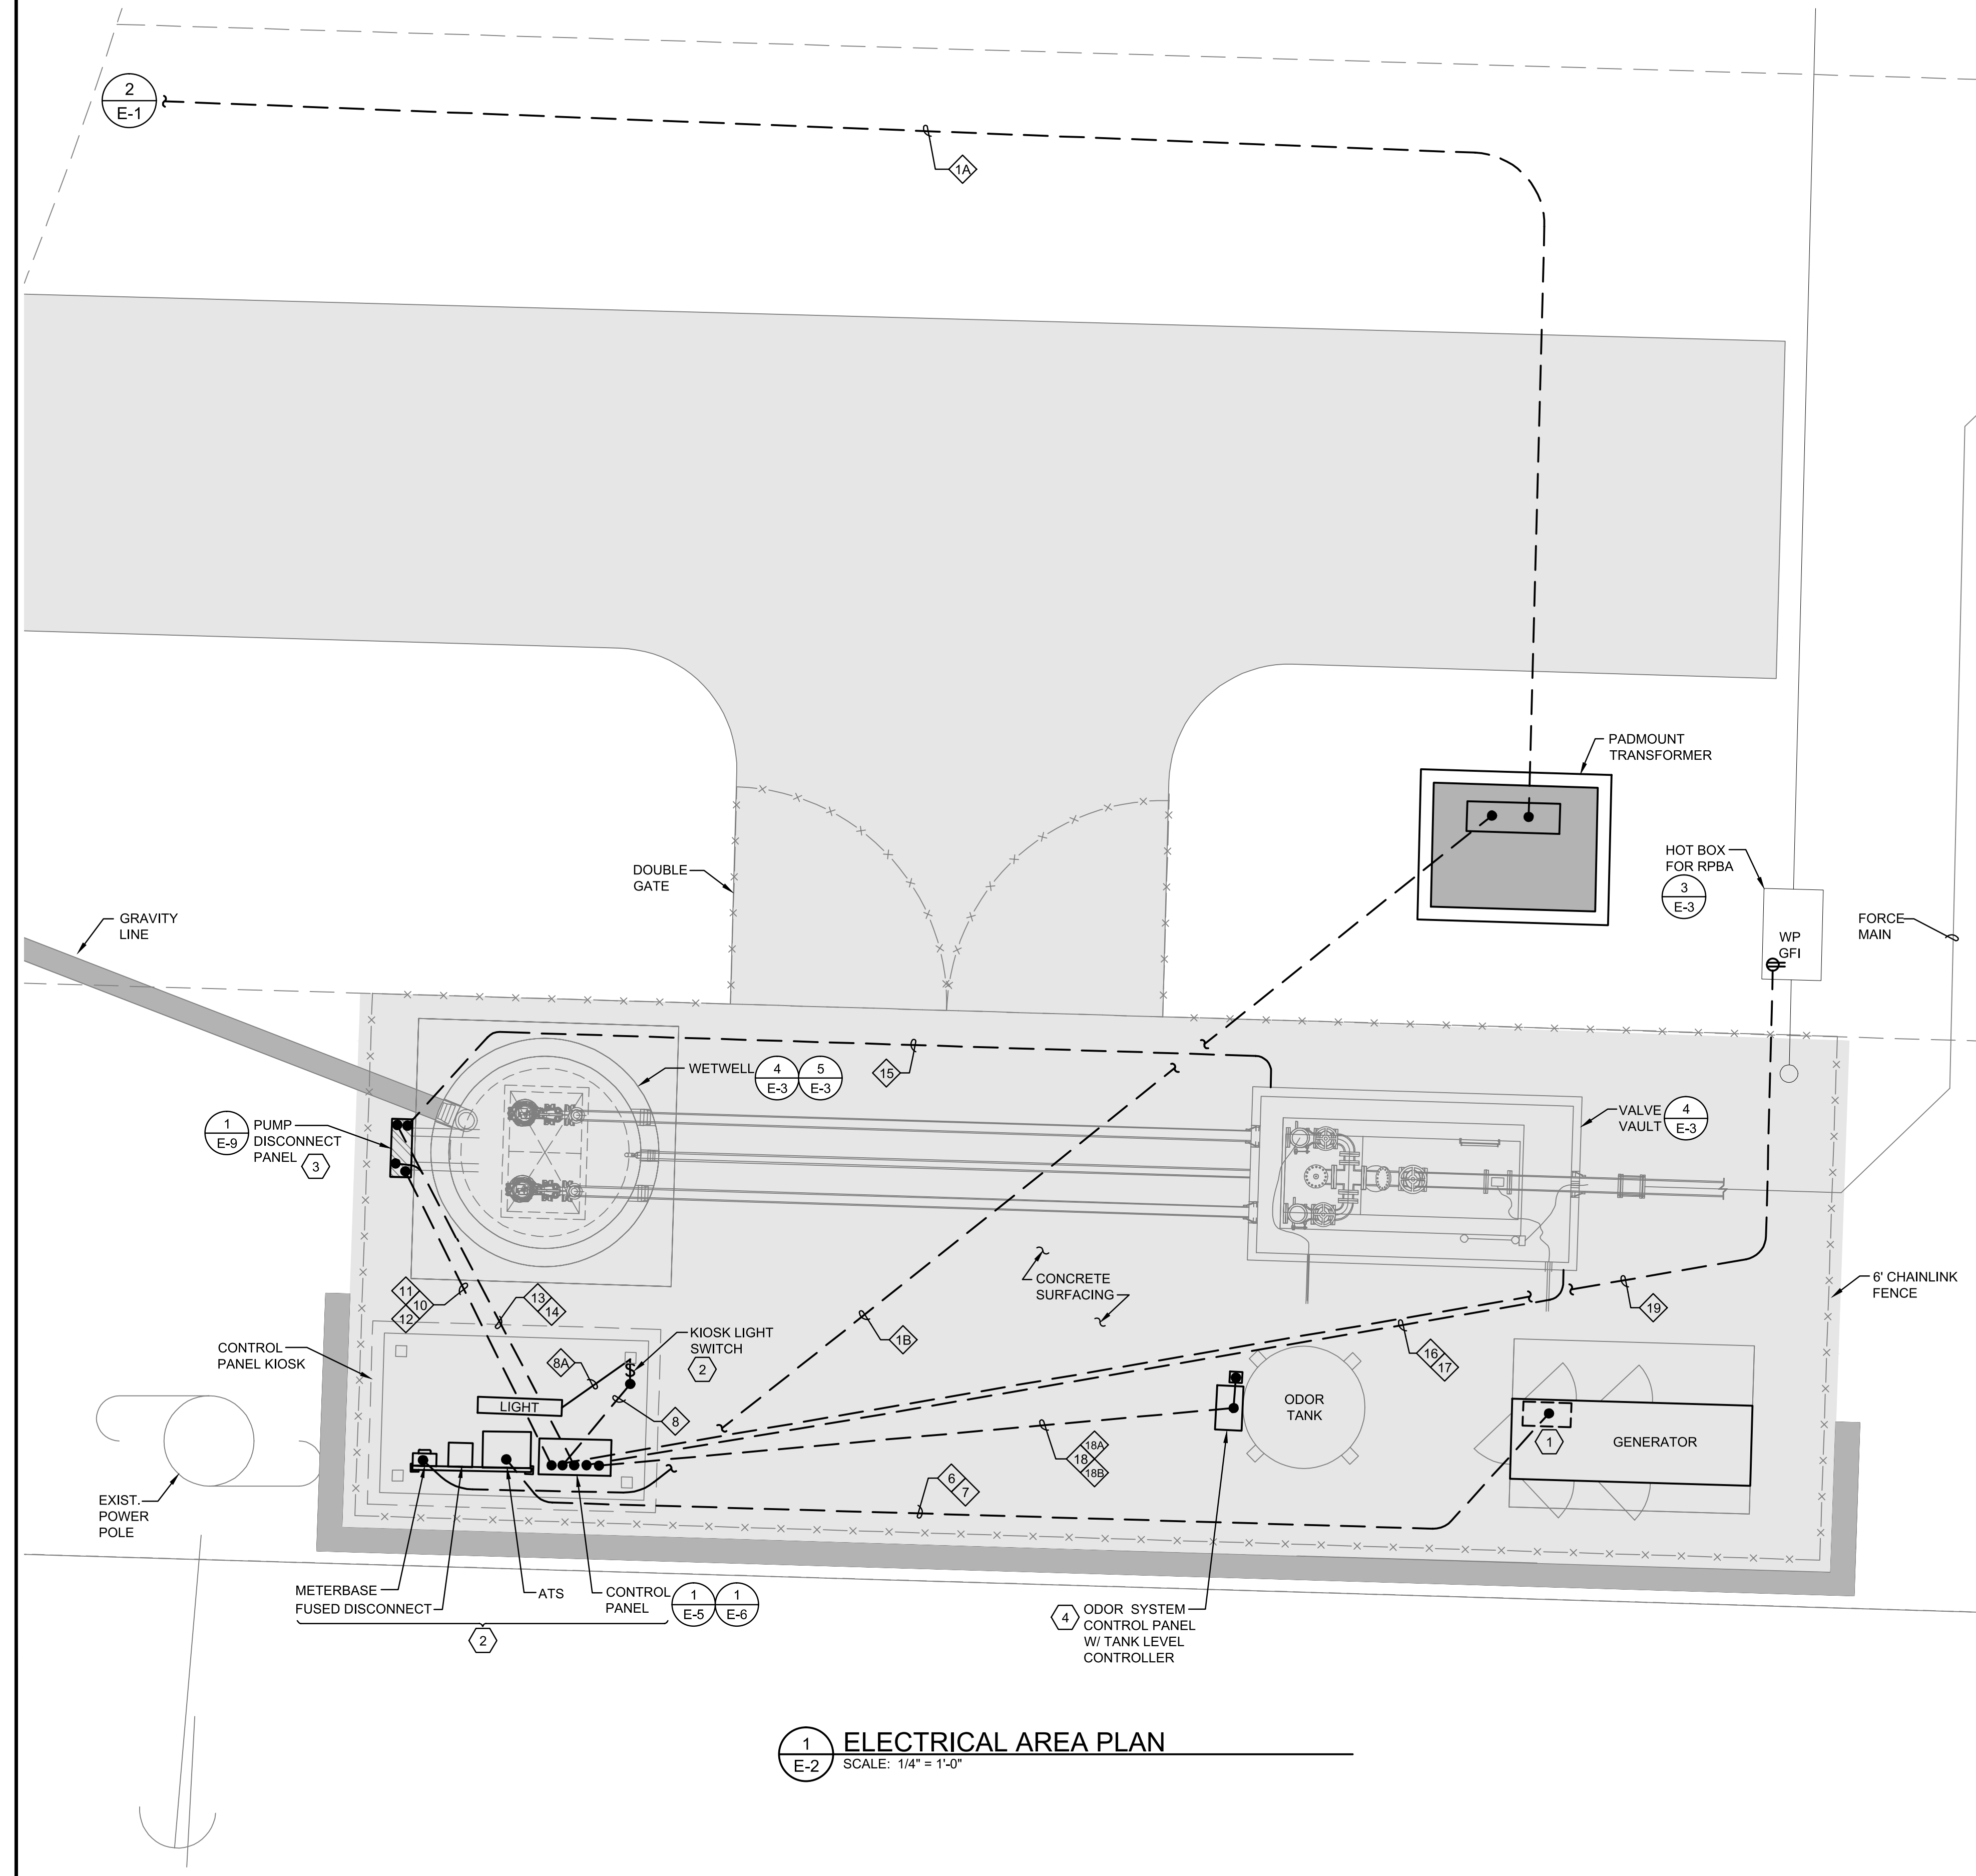 2
E-1
1A
PADMOUNT
TRANSFORMER
HOT BOX
FOR RPBA
3
E-3
WP
GFI
FORCE
MAIN
DOUBLE
GATE
GRAVITY
LINE
WETWELL
4
E-3
5
E-3
15
1
E-9
PUMP
DISCONNECT
PANEL
3
VALVE
VAULT
4
E-3
11
10
12
13
14
CONCRETE
SURFACING
6' CHAINLINK
FENCE
19
1B
KIOSK LIGHT
SWITCH
2
CONTROL
PANEL KIOSK
8A
$
LIGHT
8
16
17
ODOR
TANK
GENERATOR
1
18A
18
18B
6
7
EXIST.
POWER
POLE
METERBASE
FUSED DISCONNECT
ATS
CONTROL
PANEL
1
E-5
1
E-6
2
4
ODOR SYSTEM
CONTROL PANEL
W/ TANK LEVEL
CONTROLLER
1
E-2
ELECTRICAL AREA PLAN
SCALE: 1/4" = 1'-0"